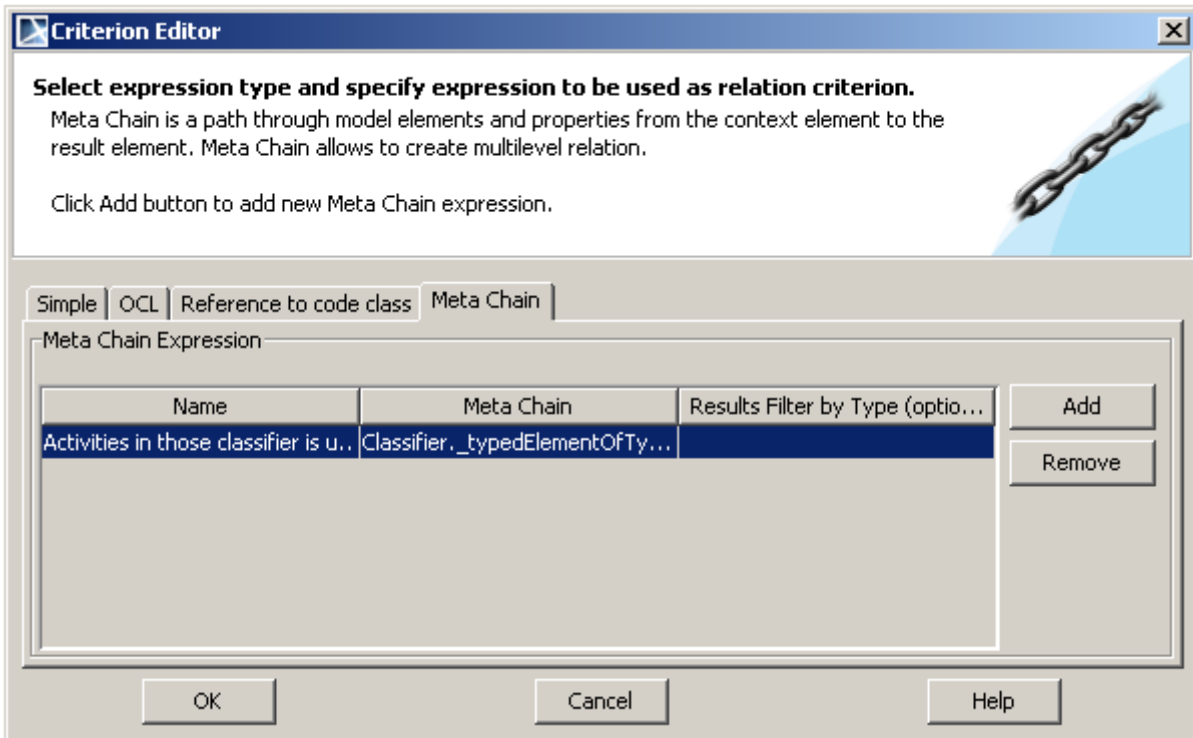 Criterion Editor
Select expression type and specify expression to be used as relation criterion.
Meta Chain is a path through model elements and properties from the context element to the
result element. Meta Chain allows to create multilevel relation.
Click Add button to add new Meta Chain expression.
Simple OCL Reference to code class Meta Chain
Meta Chain Expression
Name Meta Chain Results Filter by Type (optio... Add
Activities in those classifier is u.. Classifier._typedElementOfTy...
Remove
OK Cancel Help